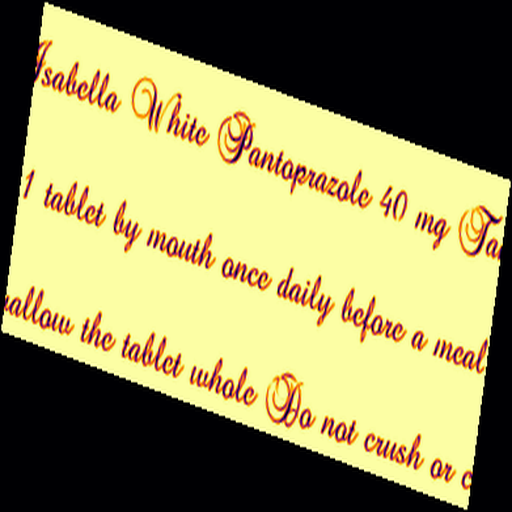 Isabella White Pantoprazole 40 mg
1 tablet by mouth once daily before a meal
the tablet whole Do not crush or